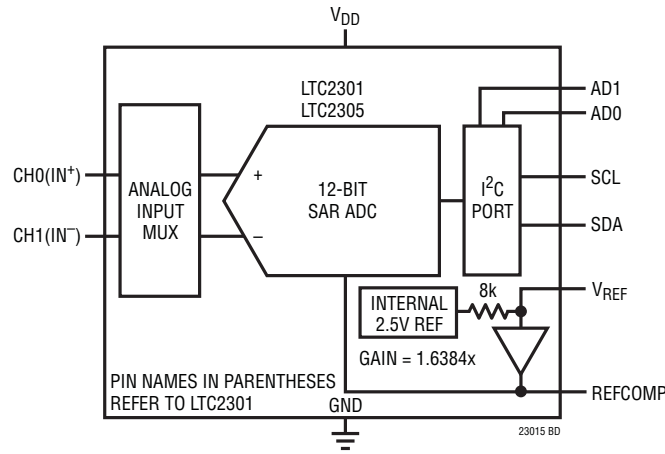 V_DD
LTC2301
LTC2305
AD1
AD0
CH0(IN⁺)
ANALOG
INPUT
MUX
+
12-BIT
SAR ADC
I²C
PORT
SCL
CH1(IN⁻)
–
SDA
INTERNAL
2.5V REF
8k
V_REF
GAIN = 1.6384x
PIN NAMES IN PARENTHESES
REFER TO LTC2301
GND
REFCOMP
23015 BD